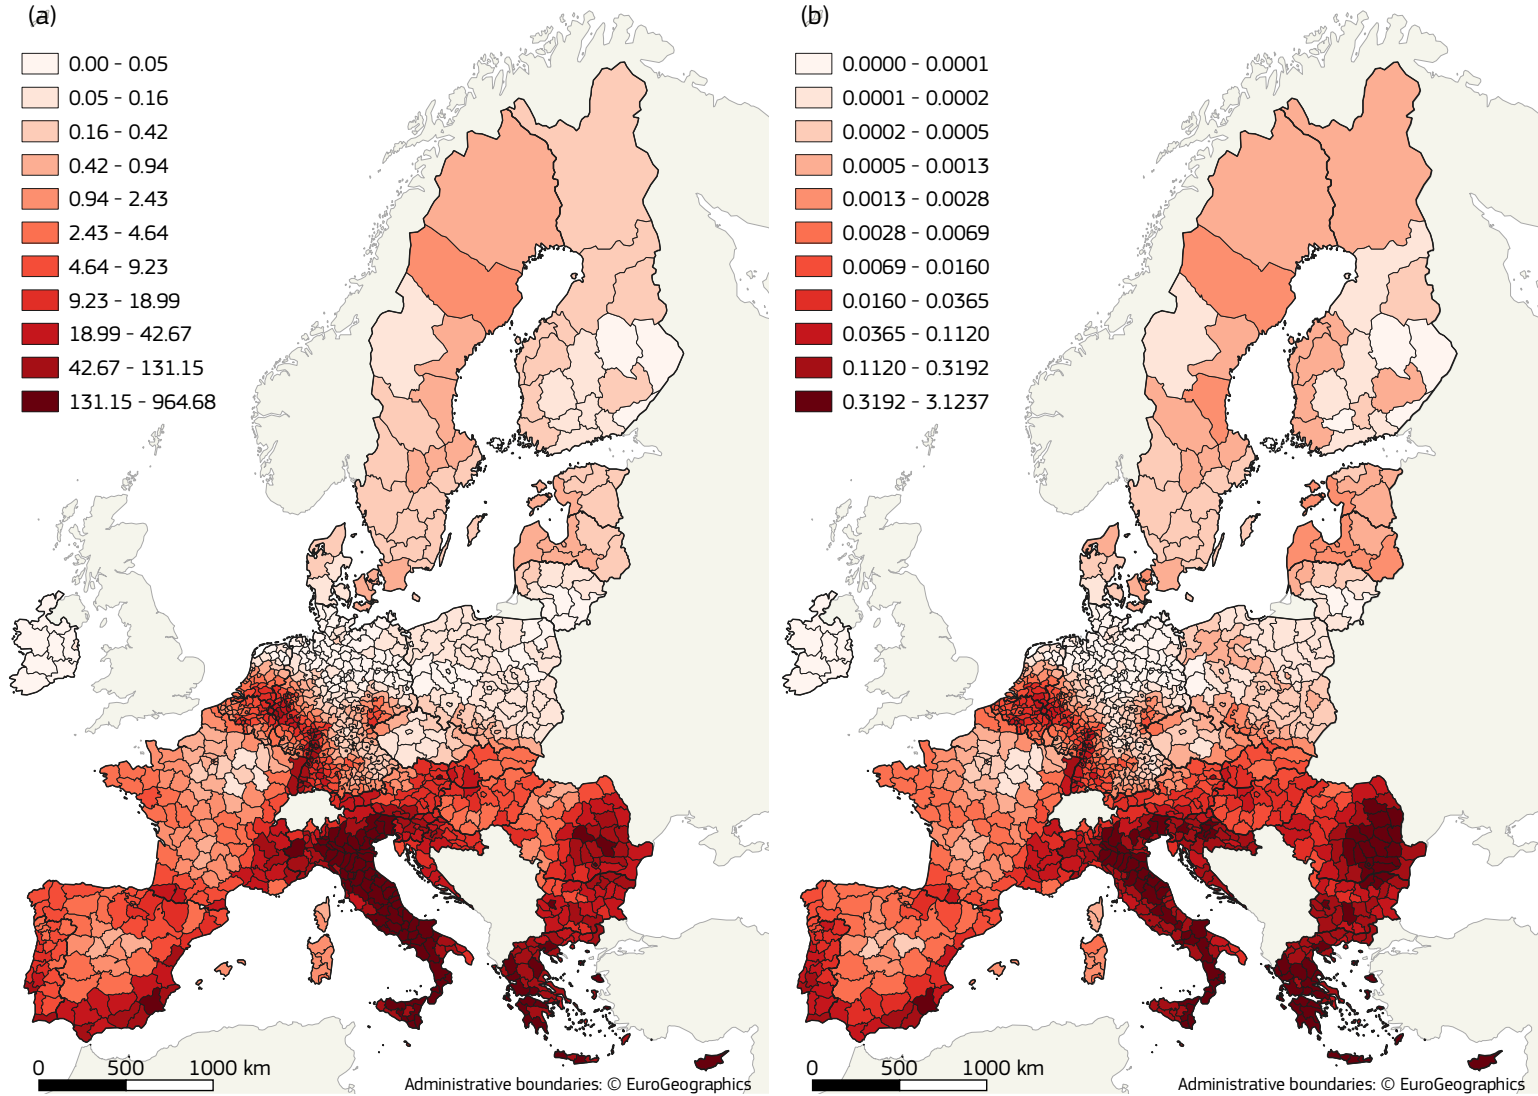 (a)
0.00 - 0.05
0.05 - 0.16
0.16 - 0.42
0.42 - 0.94
0.94 - 2.43
2.43 - 4.64
4.64 - 9.23
9.23 - 18.99
18.99 - 42.67
42.67 - 131.15
131.15 - 964.68
0 500 1000 km
Administrative boundaries: © EuroGeographics
(b)
0.0000 - 0.0001
0.0001 - 0.0002
0.0002 - 0.0005
0.0005 - 0.0013
0.0013 - 0.0028
0.0028 - 0.0069
0.0069 - 0.0160
0.0160 - 0.0365
0.0365 - 0.1120
0.1120 - 0.3192
0.3192 - 3.1237
0 500 1000 km
Administrative boundaries: © EuroGeographics